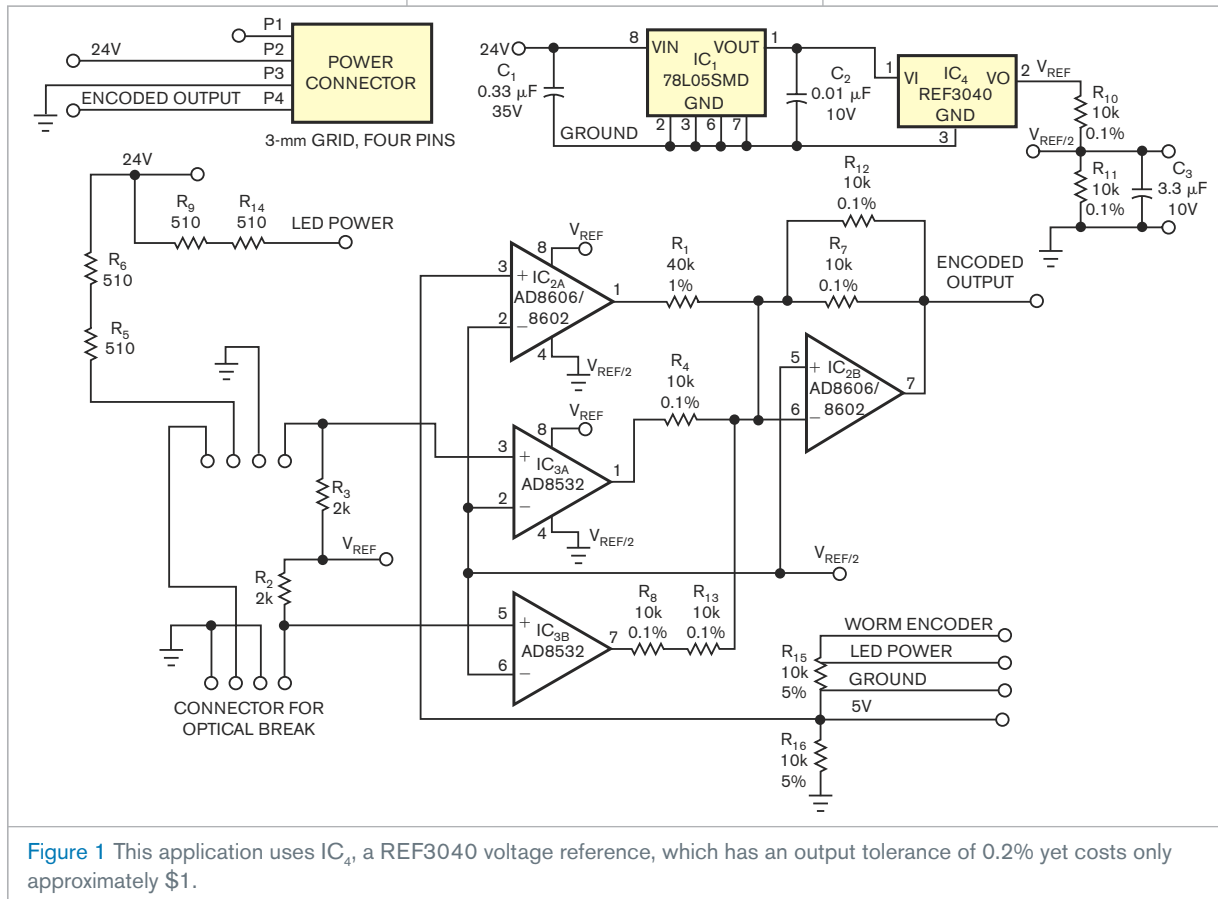 P1
24V
P2
P3
ENCODED OUTPUT
P4
POWER
CONNECTOR
3-mm GRID, FOUR PINS
24V
C1
0.33 µF
35V
8
VIN
VOUT
1
IC1
78L05SMD
GND
2
3
6
7
GROUND
C2
0.01 µF
10V
1
VI
IC4
VO
2
REF3040
GND
3
VREF
R10
10k
0.1%
VREF/2
R11
10k
0.1%
C3
3.3 µF
10V
24V
R9
510
R14
510
LED POWER
R6
510
R5
510
8
VREF
3
+
IC2A
AD8606/
8602
1
2
−
4
VREF/2
R1
40k
1%
R12
10k
0.1%
R7
10k
0.1%
ENCODED
OUTPUT
R4
10k
0.1%
5
+
IC2B
AD8606/
8602
7
6
−
8
VREF
3
+
IC3A
AD8532
1
2
−
4
VREF/2
R3
2k
VREF
R2
2k
VREF/2
5
+
IC3B
AD8532
7
6
−
R8
10k
0.1%
R13
10k
0.1%
CONNECTOR FOR
OPTICAL BREAK
WORM ENCODER
LED POWER
GROUND
5V
R15
10k
5%
R16
10k
5%
Figure 1 This application uses IC4, a REF3040 voltage reference, which has an output tolerance of 0.2% yet costs only
approximately $1.